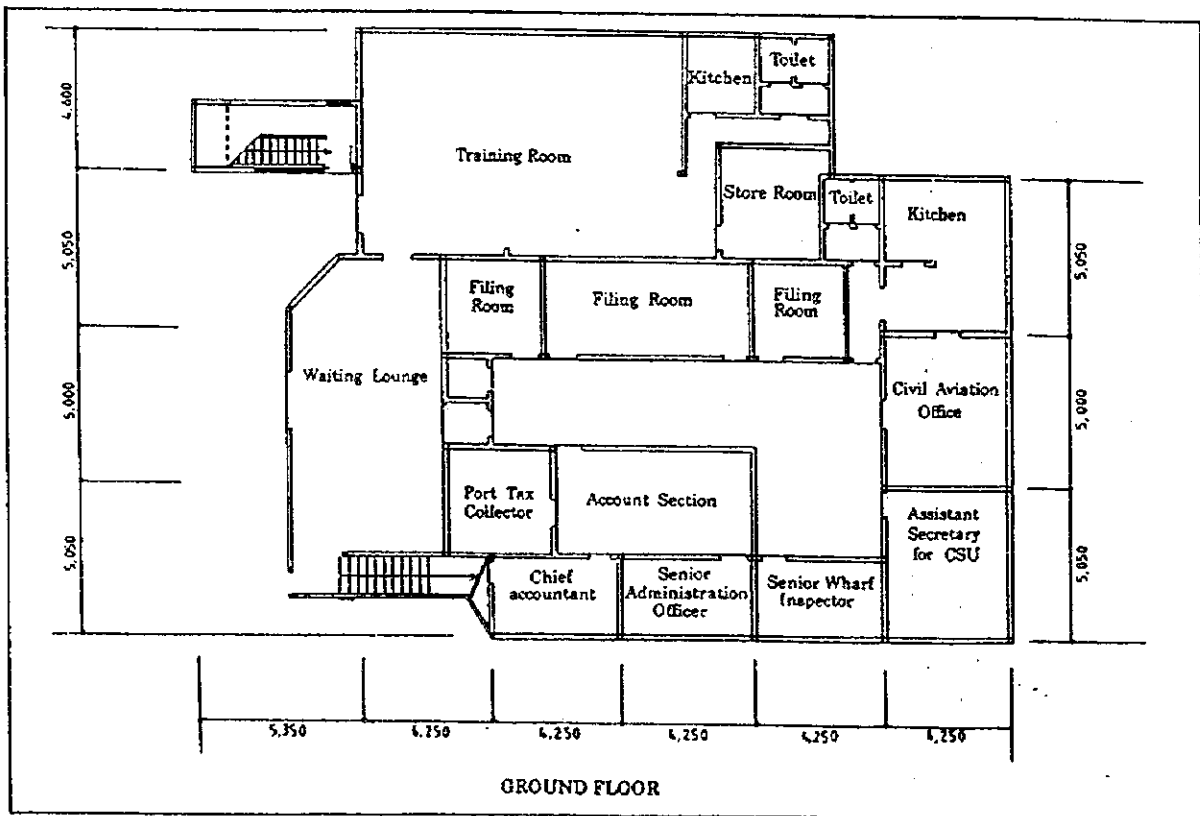 Toilet
Kitchen
Training Room
Store Room
Toilet
Kitchen
Filing
Room
Filing Room
Filing
Room
Waiting Lounge
Civil Aviation
Office
Port Tax
Collector
Account Section
Assistant
Secretary
for CSU
Chief
accountant
Senior
Administration
Officer
Senior Wharf
Inspector
4,400
5,050
5,000
5,050
5,050
5,000
5,050
5,350
4,250
4,250
4,250
4,250
4,250
GROUND FLOOR